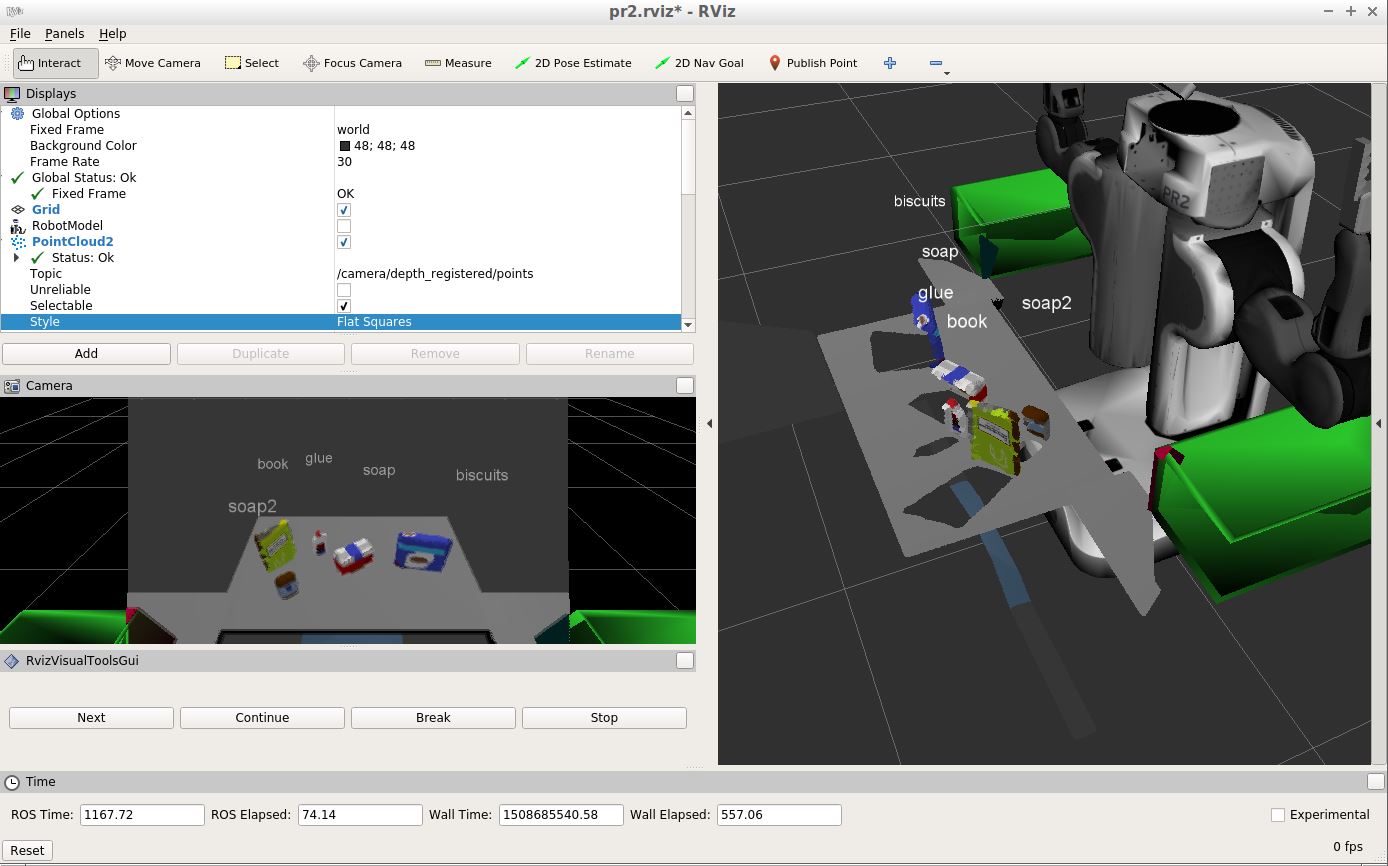 pr2.rviz* - RViz
File Panels Help
Interact Move Camera Select Focus Camera Measure 2D Pose Estimate 2D Nav Goal Publish Point
Displays
Global Options
Fixed Frame world
Background Color 48; 48; 48
Frame Rate 30
Global Status: Ok
Fixed Frame OK
Grid
RobotModel
PointCloud2
Status: Ok
Topic /camera/depth_registered/points
Unreliable
Selectable
Style Flat Squares
Add Duplicate Remove Rename
Camera
book glue soap biscuits
soap2
RvizVisualToolsGui
Next Continue Break Stop
biscuits
soap
glue
soap2
book
PR2
Time
ROS Time: 1167.72 ROS Elapsed: 74.14 Wall Time: 1508685540.58 Wall Elapsed: 557.06 Experimental
Reset 0 fps